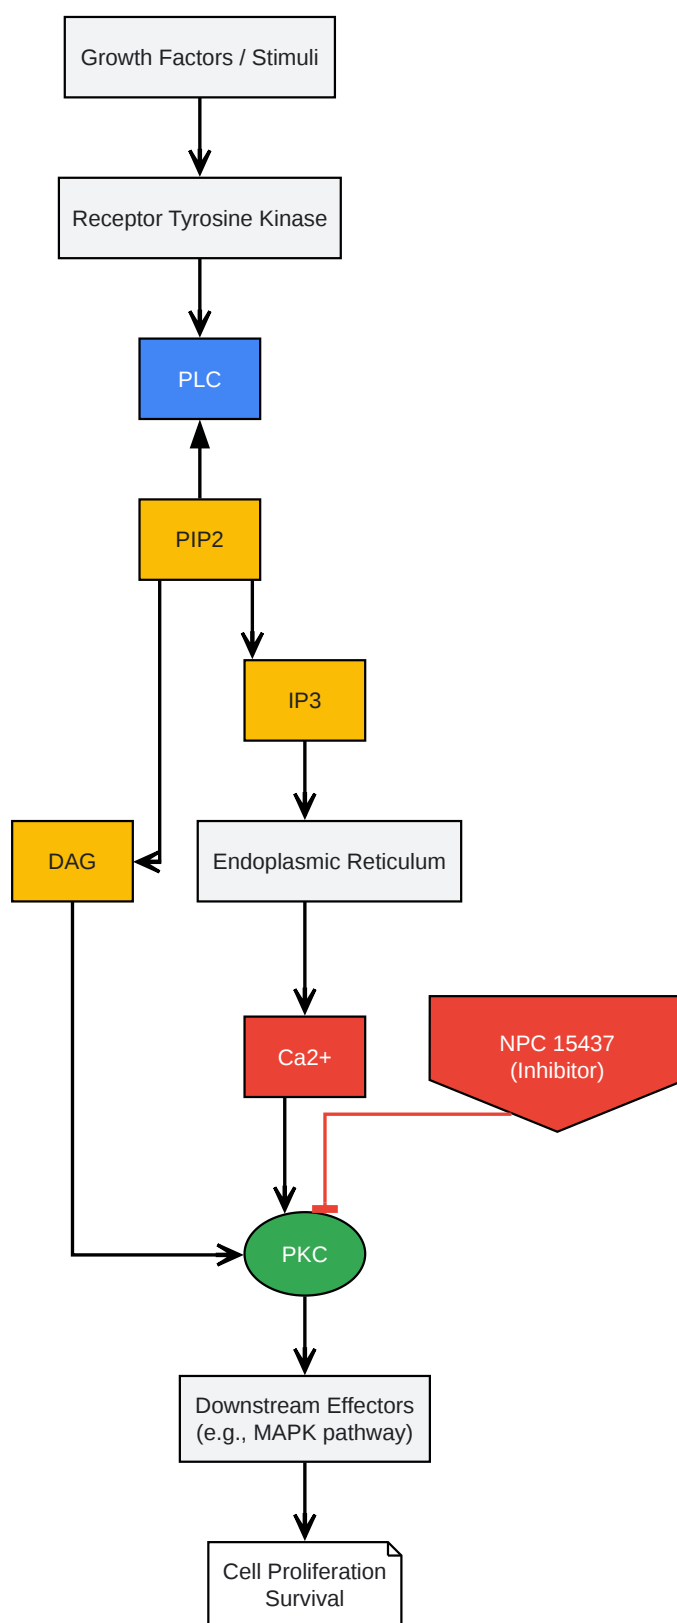 Growth Factors / Stimuli
Receptor Tyrosine Kinase
PLC
PIP2
IP3
DAG
Endoplasmic Reticulum
Ca2+
NPC 15437
(Inhibitor)
PKC
Downstream Effectors
(e.g., MAPK pathway)
Cell Proliferation
Survival